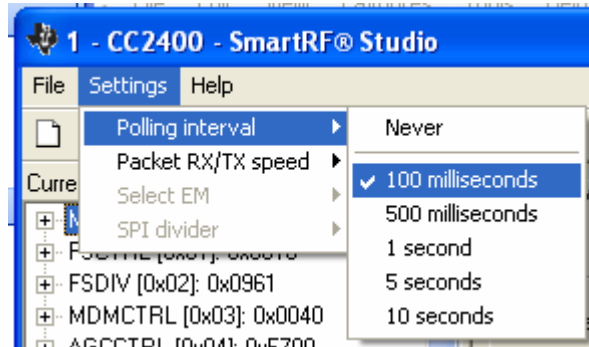 1 - CC2400 - SmartRF® Studio
File Settings Help
Polling interval
Packet RX/TX speed
Select EM
SPI divider
Never
100 milliseconds
500 milliseconds
1 second
5 seconds
10 seconds
Curre
FSDIV [0x02]: 0x0961
MDMCTRL [0x03]: 0x0040